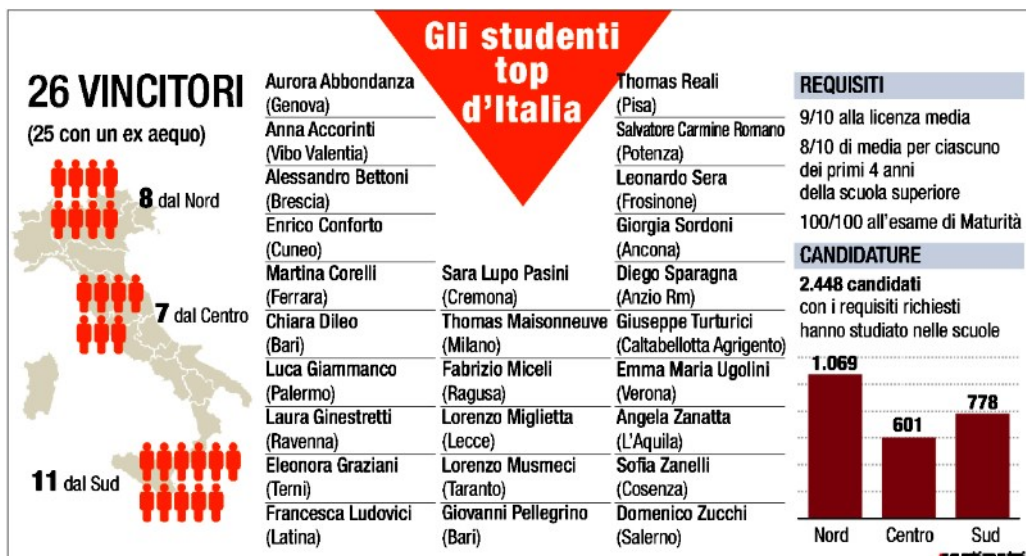 Gli studenti
top
d'Italia
26 VINCITORI
(25 con un ex aequo)
8 dal Nord
7 dal Centro
11 dal Sud
Aurora Abbondanza
(Genova)
Anna Accorinti
(Vibo Valentia)
Alessandro Bettoni
(Brescia)
Enrico Conforto
(Cuneo)
Martina Corelli
(Ferrara)
Chiara Dileo
(Bari)
Luca Giammanco
(Palermo)
Laura Ginestretti
(Ravenna)
Eleonora Graziani
(Terni)
Francesca Ludovici
(Latina)
Sara Lupo Pasini
(Cremona)
Thomas Maisonneuve
(Milano)
Fabrizio Miceli
(Ragusa)
Lorenzo Miglietta
(Lecce)
Lorenzo Musmeci
(Taranto)
Giovanni Pellegrino
(Bari)
Thomas Reali
(Pisa)
Salvatore Carmine Romano
(Potenza)
Leonardo Sera
(Frosinone)
Giorgia Sordoni
(Ancona)
Diego Sparagna
(Anzio Rm)
Giuseppe Turturici
(Caltabellotta Agrigento)
Emma Maria Ugolini
(Verona)
Angela Zanatta
(L'Aquila)
Sofia Zanelli
(Cosenza)
Domenico Zucchi
(Salerno)
REQUISITI
9/10 alla licenza media
8/10 di media per ciascuno
dei primi 4 anni
della scuola superiore
100/100 all'esame di Maturità
CANDIDATURE
2.448 candidati
con i requisiti richiesti
hanno studiato nelle scuole
1.069
601
778
Nord Centro Sud